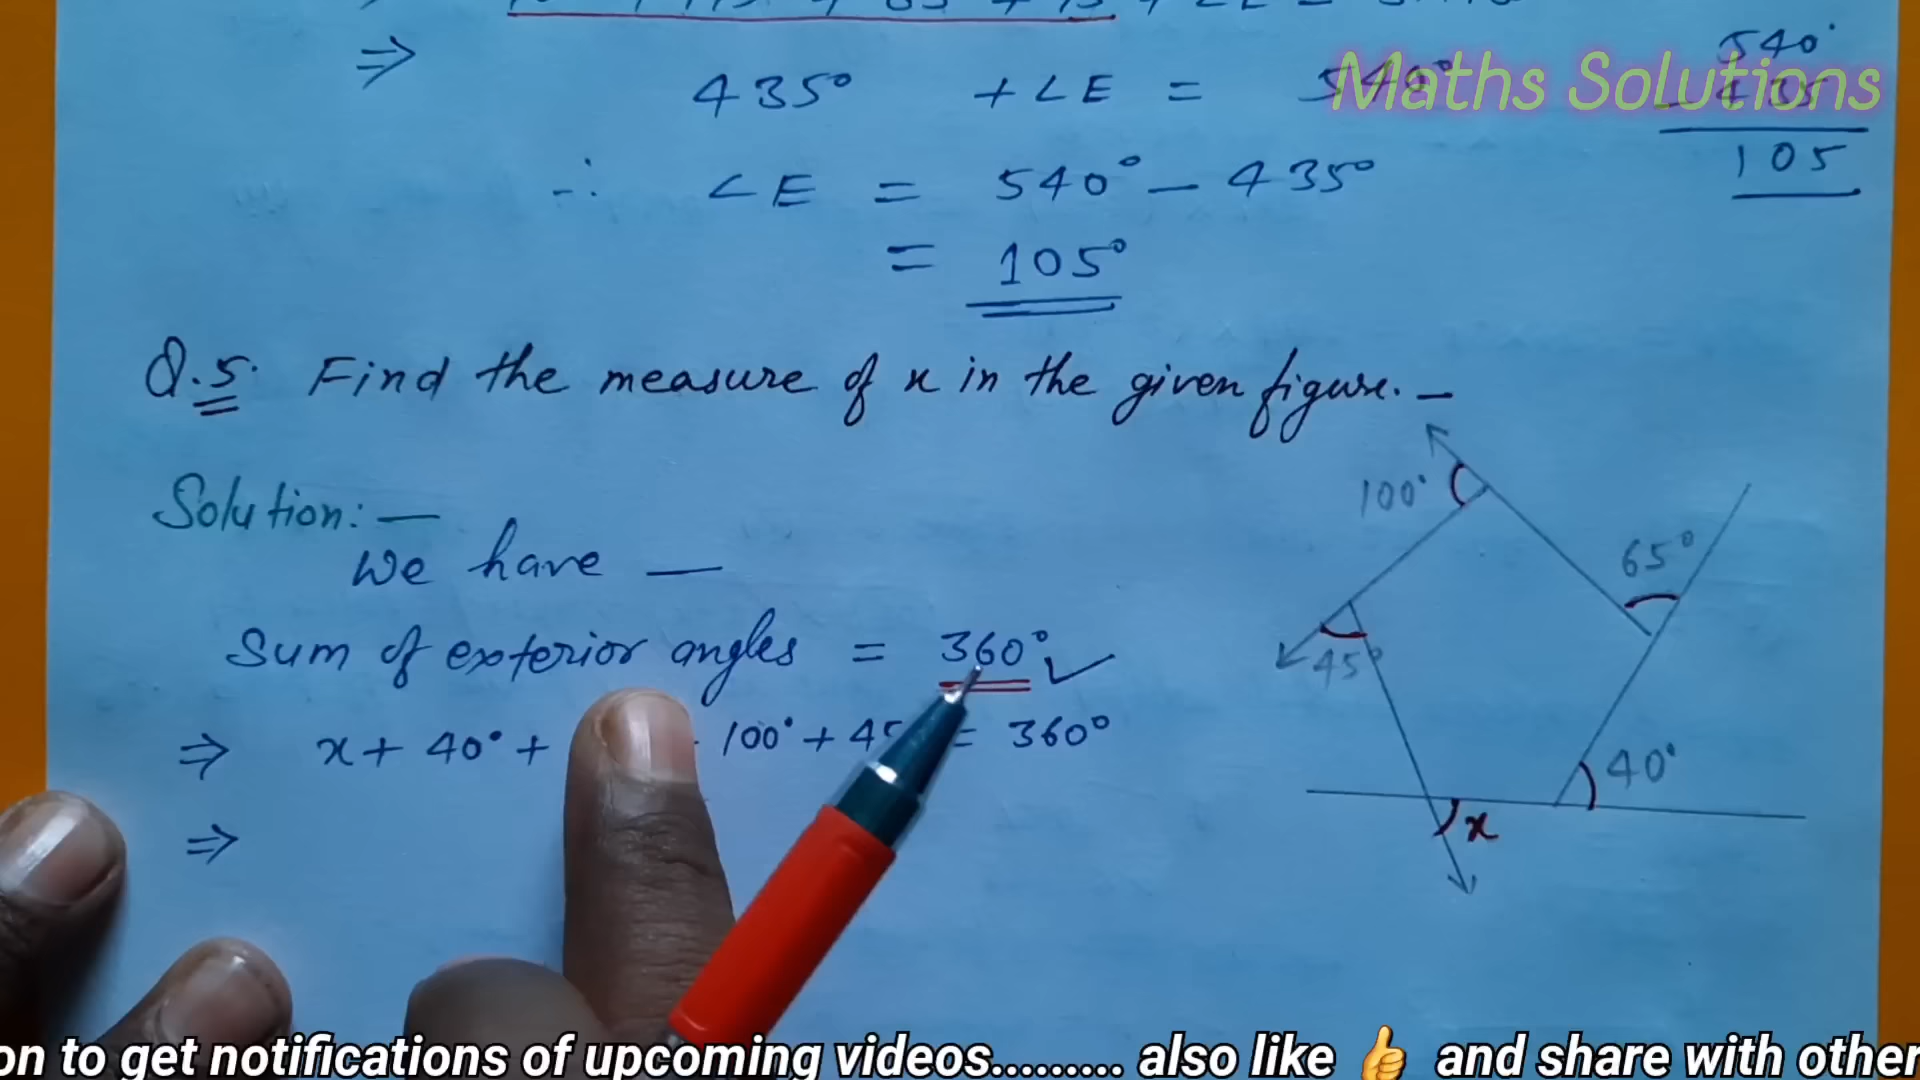 ⇒ 435° + ∠E = 540°
540°
- 435
105
Maths Solutions
∴ ∠E = 540° - 435°
= 105°
Q.5. Find the measure of x in the given figure. -
Solution: -
We have -
Sum of exterior angles = 360° ✓
⇒ x + 40° + 100° + 45 = 360°
⇒
100°
65°
45°
40°
x
on to get notifications of upcoming videos......... also like 👍 and share with other